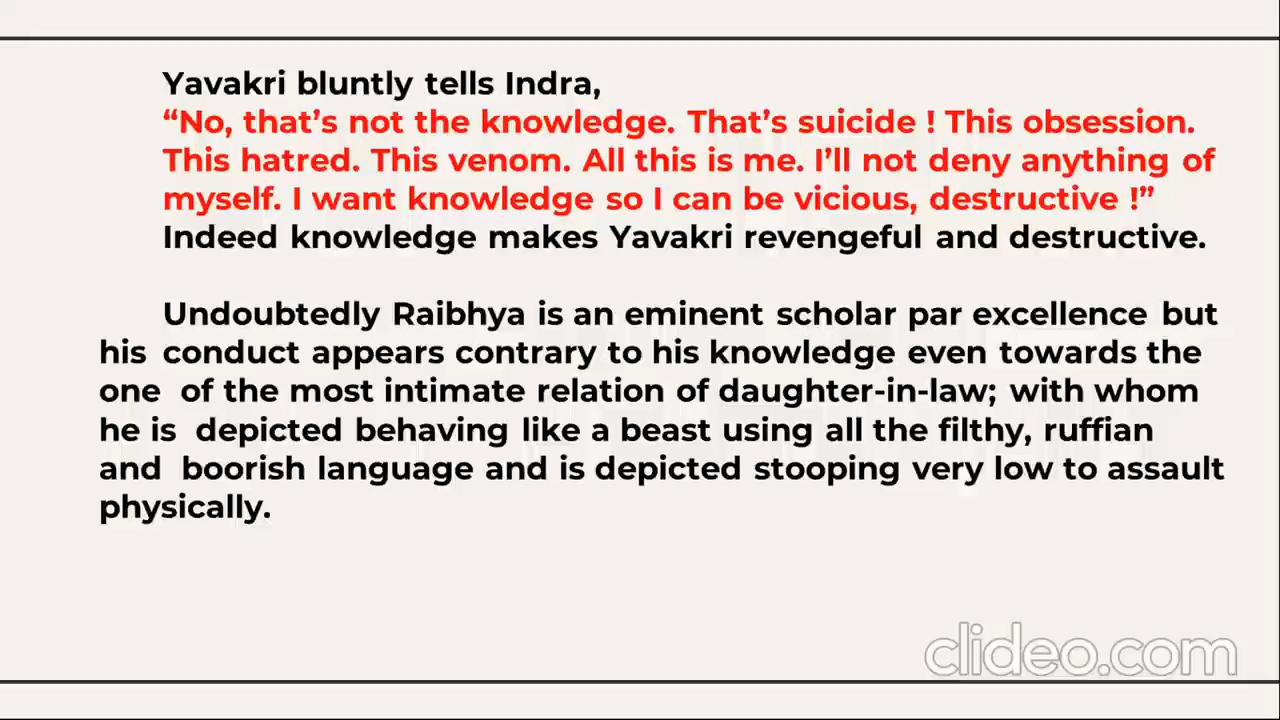 Yavakri bluntly tells Indra,
“No, that’s not the knowledge. That’s suicide ! This obsession.
This hatred. This venom. All this is me. I’ll not deny anything of
myself. I want knowledge so I can be vicious, destructive !”
Indeed knowledge makes Yavakri revengeful and destructive.
Undoubtedly Raibhya is an eminent scholar par excellence but
his conduct appears contrary to his knowledge even towards the
one of the most intimate relation of daughter-in-law; with whom
he is depicted behaving like a beast using all the filthy, ruffian
and boorish language and is depicted stooping very low to assault
physically.
clideo.com